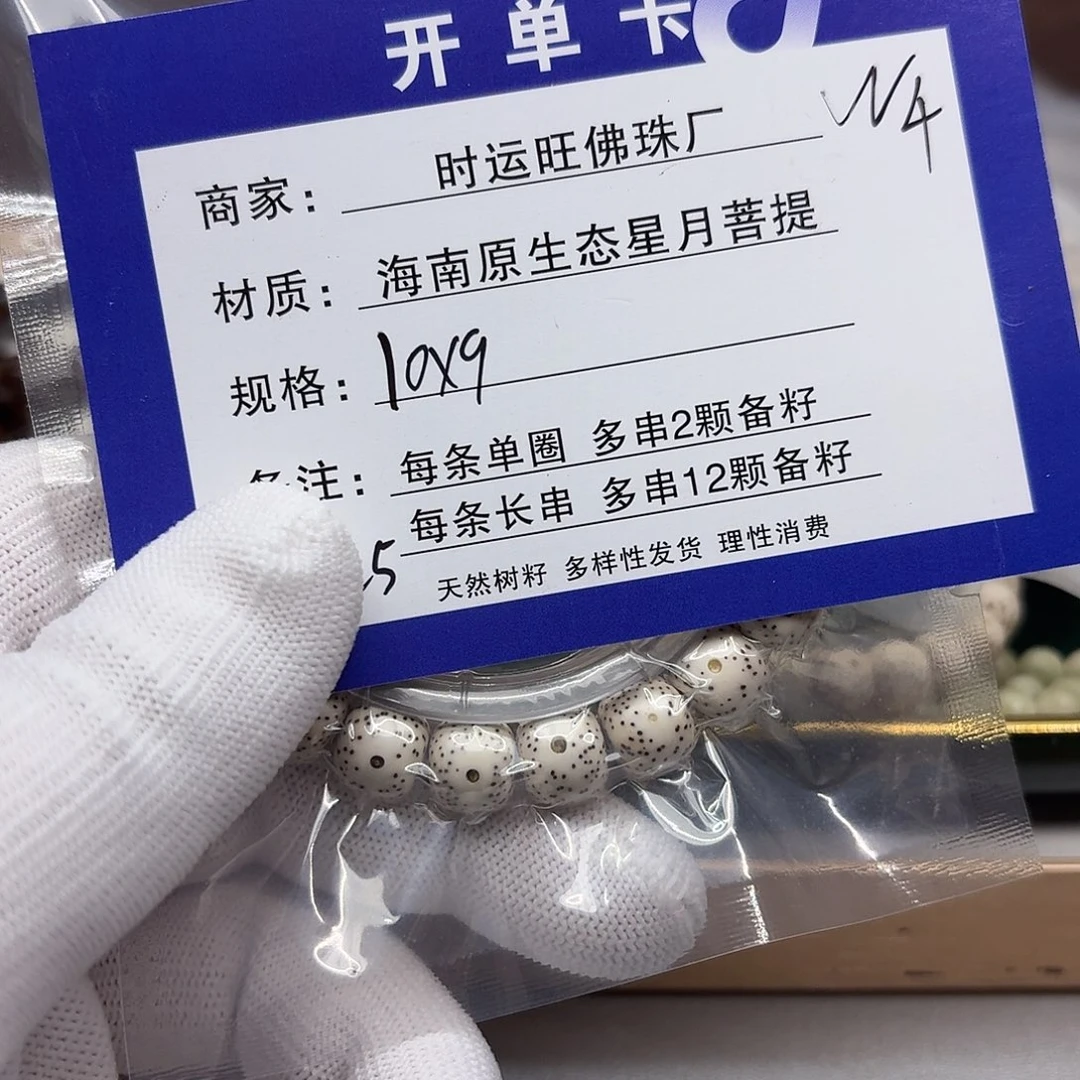 开单卡
N4
商家： 时运旺佛珠厂
材质： 海南原生态星月菩提
规格： 10X9
备注： 每条单圈 多串2颗备籽
每条长串 多串12颗备籽
5 天然树籽 多样性发货 理性消费